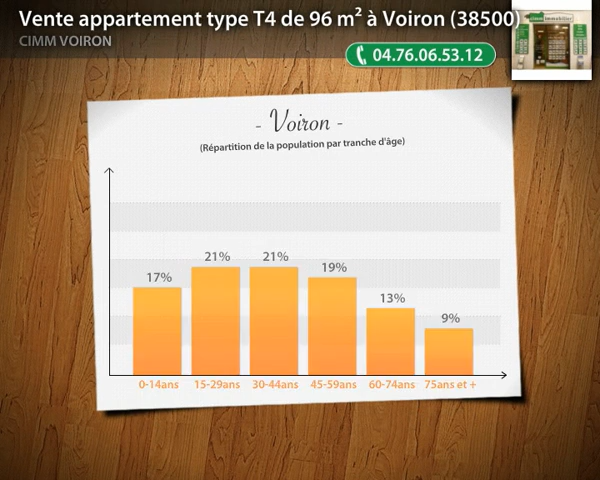 Vente appartement type T4 de 96 m² à Voiron (38500)
CIMM VOIRON
cimm immobilier
04.76.06.53.12
- Voiron -
(Répartition de la population par tranche d'âge)
17%
21%
21%
19%
13%
9%
0-14ans
15-29ans
30-44ans
45-59ans
60-74ans
75ans et +